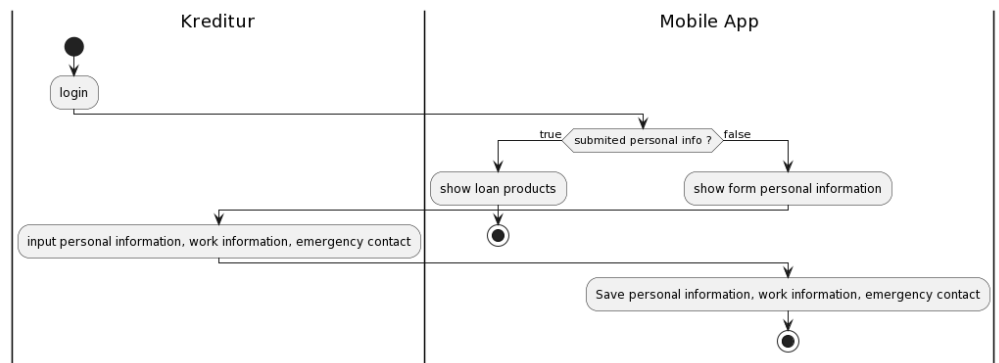 Kreditur
Mobile App
login
true
submited personal info ?
false
show loan products
show form personal information
input personal information, work information, emergency contact
Save personal information, work information, emergency contact